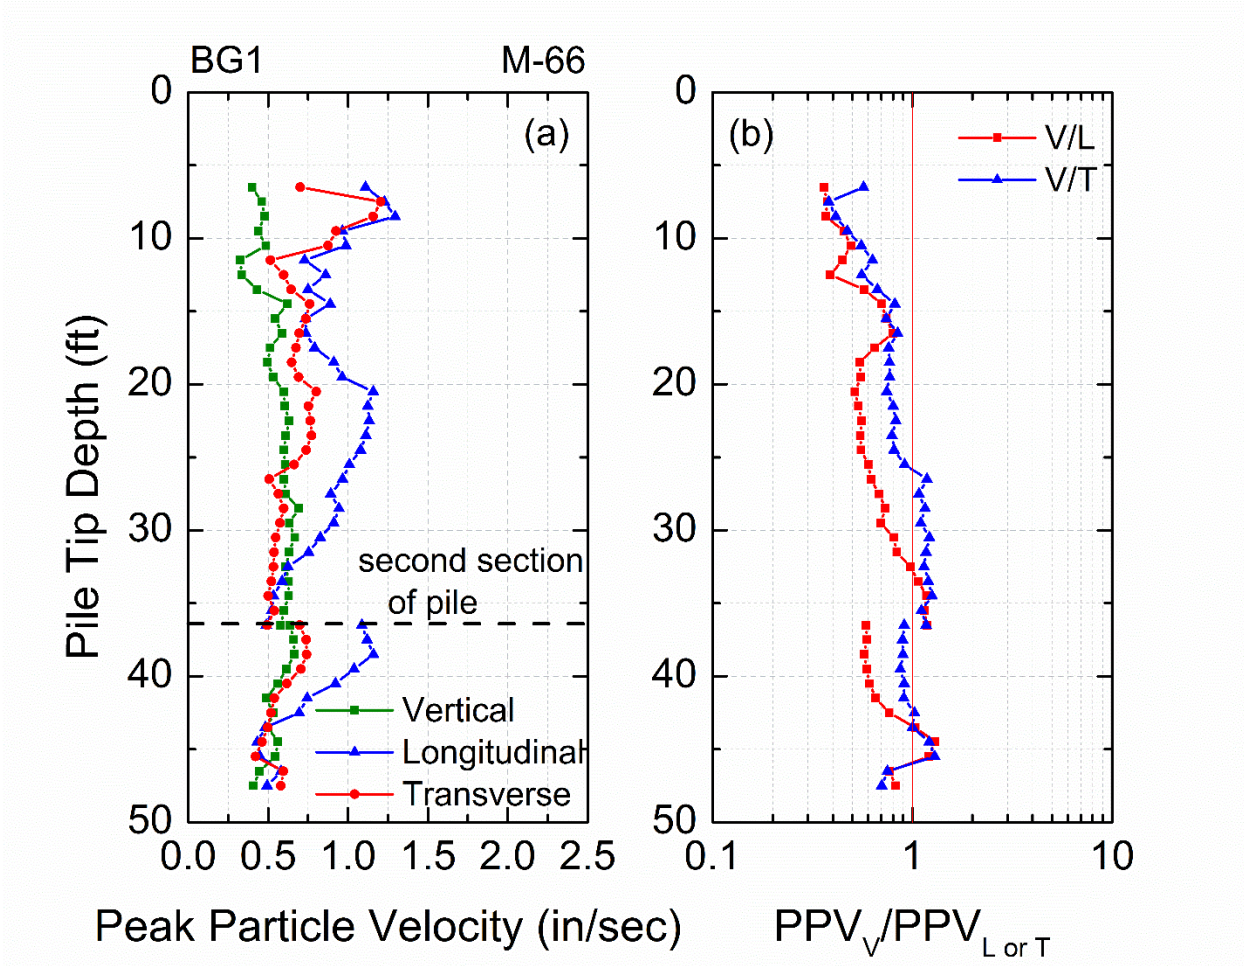 BG1 M-66
(a)
0
10
20
30
40
50
Pile Tip Depth (ft)
second section
of pile
Vertical
Longitudinal
Transverse
0.0 0.5 1.0 1.5 2.0 2.5
Peak Particle Velocity (in/sec)
(b)
V/L
V/T
0
10
20
30
40
50
0.1 1 10
PPVV/PPVL or T